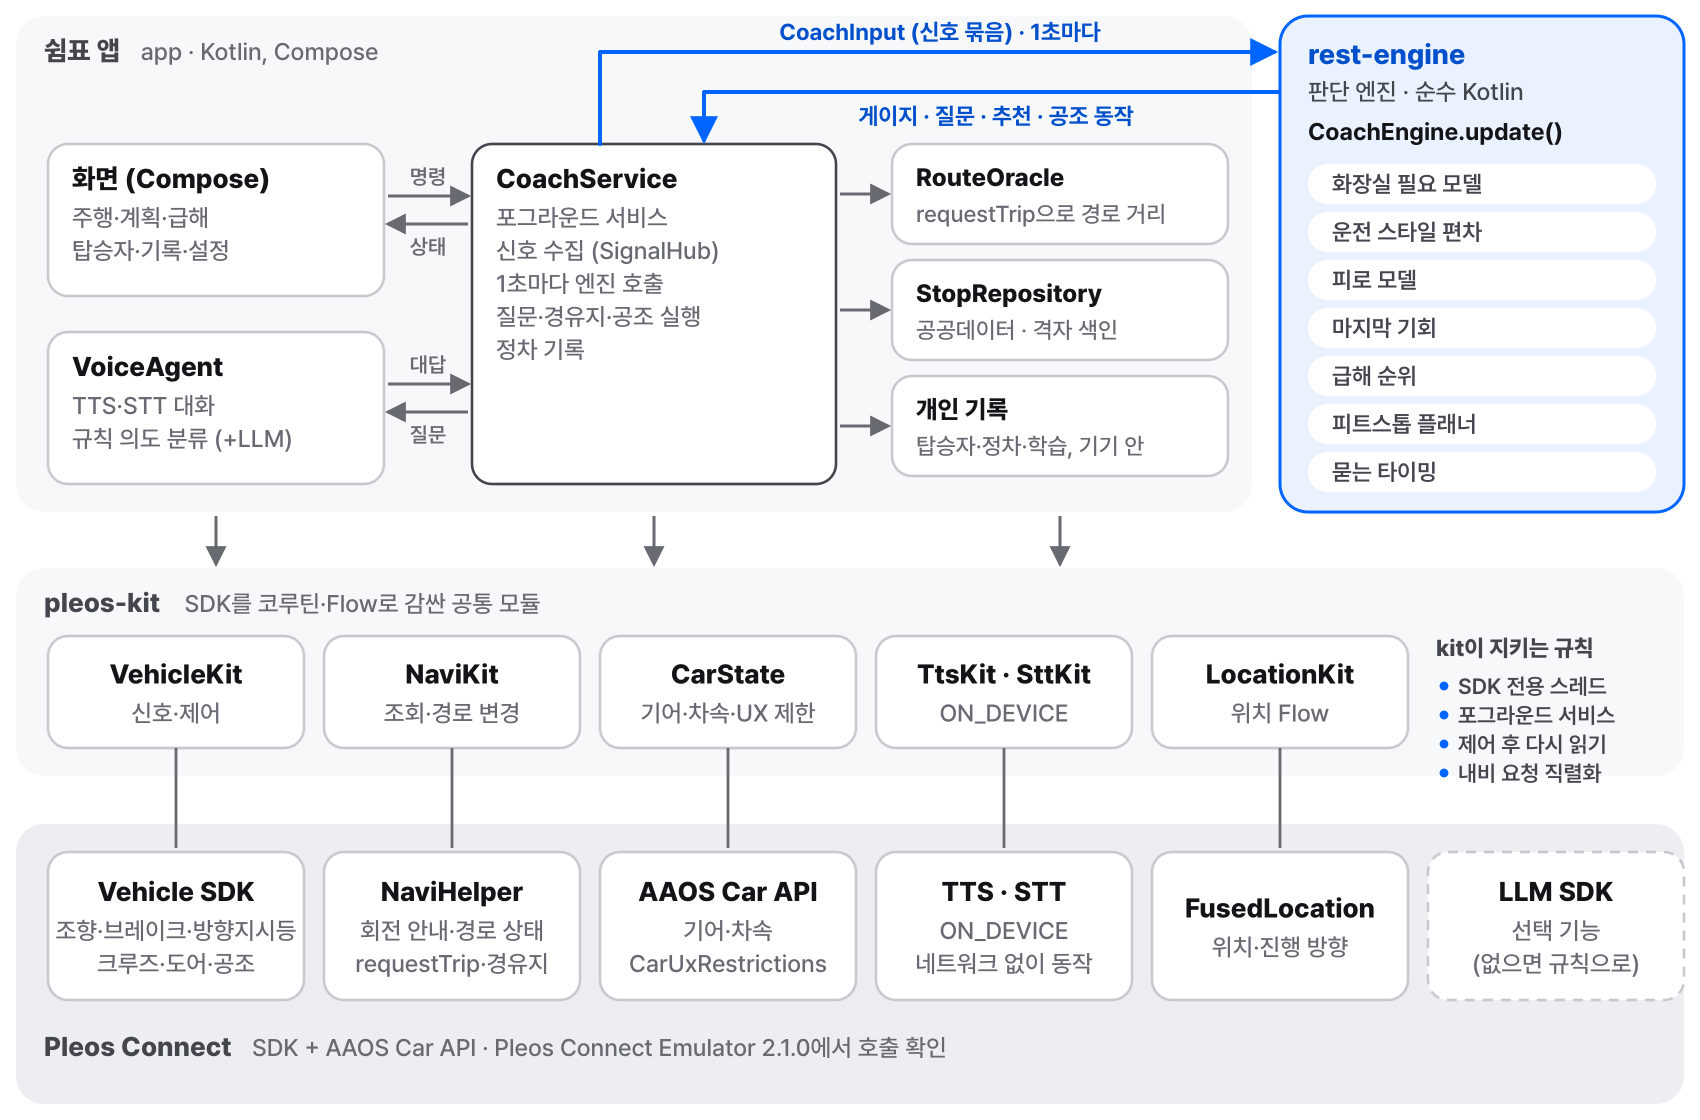 쉼표 앱 app · Kotlin, Compose
CoachInput (신호 묶음) · 1초마다
게이지 · 질문 · 추천 · 공조 동작
화면 (Compose)
주행·계획·급해
탑승자·기록·설정
명령
상태
VoiceAgent
TTS·STT 대화
규칙 의도 분류 (+LLM)
대답
질문
CoachService
포그라운드 서비스
신호 수집 (SignalHub)
1초마다 엔진 호출
질문·경유지·공조 실행
정차 기록
RouteOracle
requestTrip으로 경로 거리
StopRepository
공공데이터 · 격자 색인
개인 기록
탑승자·정차·학습, 기기 안
rest-engine
판단 엔진 · 순수 Kotlin
CoachEngine.update()
화장실 필요 모델
운전 스타일 편차
피로 모델
마지막 기회
급해 순위
피트스톱 플래너
묻는 타이밍
pleos-kit SDK를 코루틴·Flow로 감싼 공통 모듈
VehicleKit
신호·제어
NaviKit
조회·경로 변경
CarState
기어·차속·UX 제한
TtsKit · SttKit
ON_DEVICE
LocationKit
위치 Flow
kit이 지키는 규칙
SDK 전용 스레드
포그라운드 서비스
제어 후 다시 읽기
내비 요청 직렬화
Vehicle SDK
조향·브레이크·방향지시등
크루즈·도어·공조
NaviHelper
회전 안내·경로 상태
requestTrip·경유지
AAOS Car API
기어·차속
CarUxRestrictions
TTS · STT
ON_DEVICE
네트워크 없이 동작
FusedLocation
위치·진행 방향
LLM SDK
선택 기능
(없으면 규칙으로)
Pleos Connect SDK + AAOS Car API · Pleos Connect Emulator 2.1.0에서 호출 확인